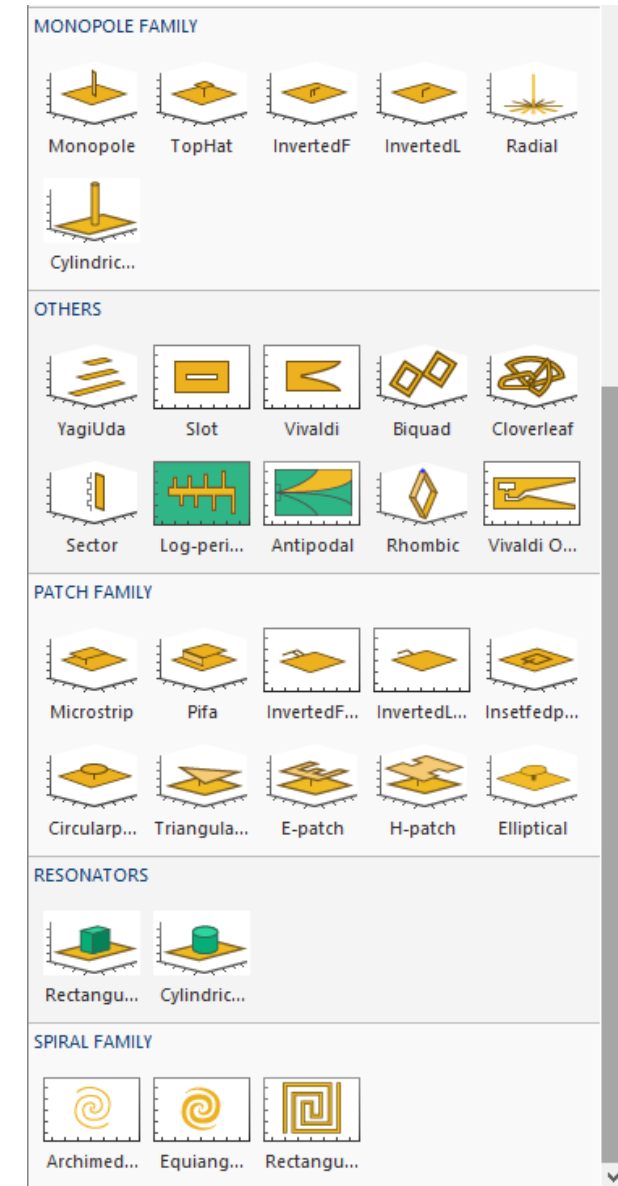 MONOPOLE FAMILY
Monopole TopHat InvertedF InvertedL Radial
Cylindric...
OTHERS
YagiUda Slot Vivaldi Biquad Cloverleaf
Sector Log-peri... Antipodal Rhombic Vivaldi O...
PATCH FAMILY
Microstrip Pifa InvertedF... InvertedL... Insetfedp...
Circularp... Triangula... E-patch H-patch Elliptical
RESONATORS
Rectangu... Cylindric...
SPIRAL FAMILY
Archimed... Equiang... Rectangu...